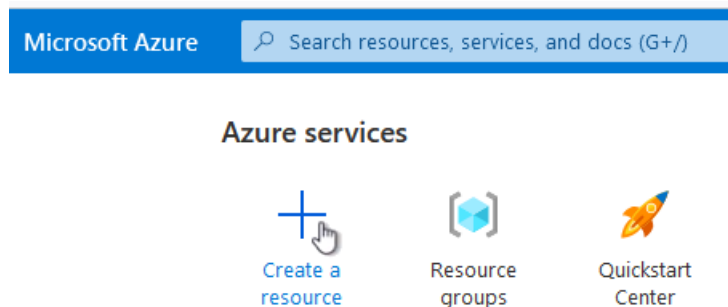 Microsoft Azure
Search resources, services, and docs (G+/)
Azure services
Create a
resource
Resource
groups
Quickstart
Center